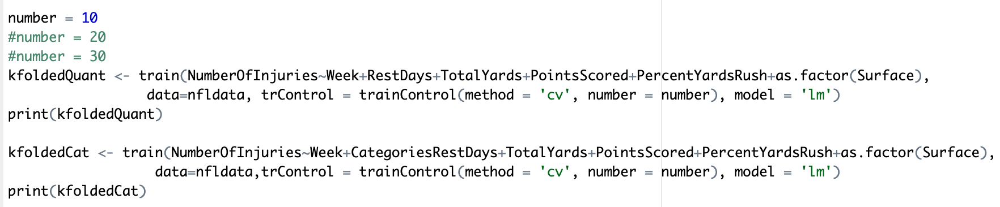 number = 10
#number = 20
#number = 30
kfoldedQuant <- train(NumberOfInjuries~Week+RestDays+TotalYards+PointsScored+PercentYardsRush+as.factor(Surface),
data=nfldata, trControl = trainControl(method = 'cv', number = number), model = 'lm')
print(kfoldedQuant)
kfoldedCat <- train(NumberOfInjuries~Week+CategoriesRestDays+TotalYards+PointsScored+PercentYardsRush+as.factor(Surface),
data=nfldata,trControl = trainControl(method = 'cv', number = number), model = 'lm')
print(kfoldedCat)